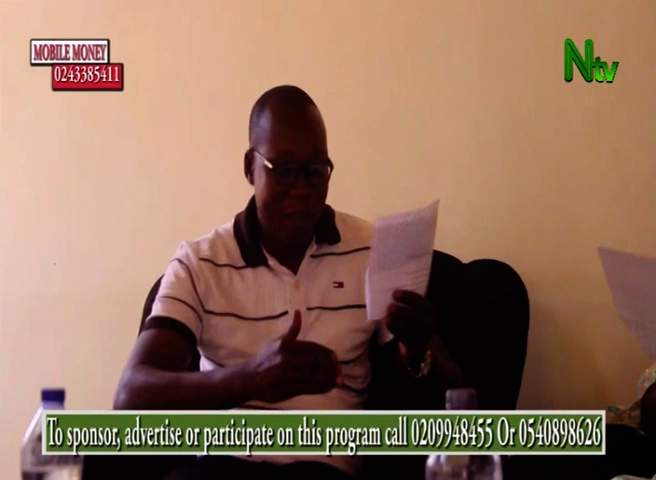 MOBILE MONEY
0243385411
Ntv
To sponsor, advertise or participate on this program call 0209948455 Or 0540898626